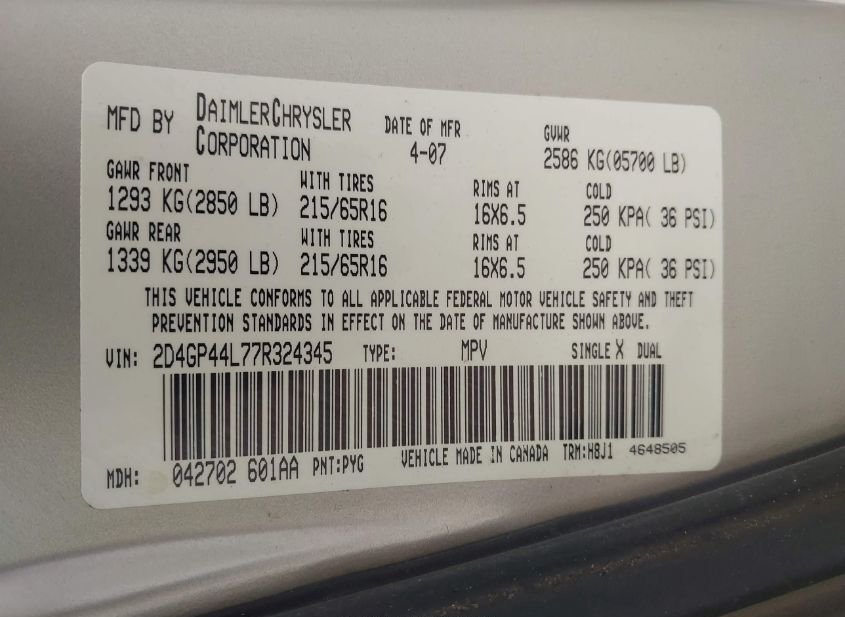 MFD BY DAIMLERCHRYSLER CORPORATION DATE OF MFR 4-07 GVWR 2586 KG(05700 LB)
GAWR FRONT WITH TIRES RIMS AT COLD
1293 KG(2850 LB) 215/65R16 16X6.5 250 KPA( 36 PSI)
GAWR REAR WITH TIRES RIMS AT COLD
1339 KG(2950 LB) 215/65R16 16X6.5 250 KPA( 36 PSI)
THIS VEHICLE CONFORMS TO ALL APPLICABLE FEDERAL MOTOR VEHICLE SAFETY AND THEFT
PREVENTION STANDARDS IN EFFECT ON THE DATE OF MANUFACTURE SHOWN ABOVE.
VIN: 2D4GP44L77R324345 TYPE: MPV SINGLE X DUAL
MDH: 042702 601AA PNT:PYG VEHICLE MADE IN CANADA TRM:H8J1 4648505